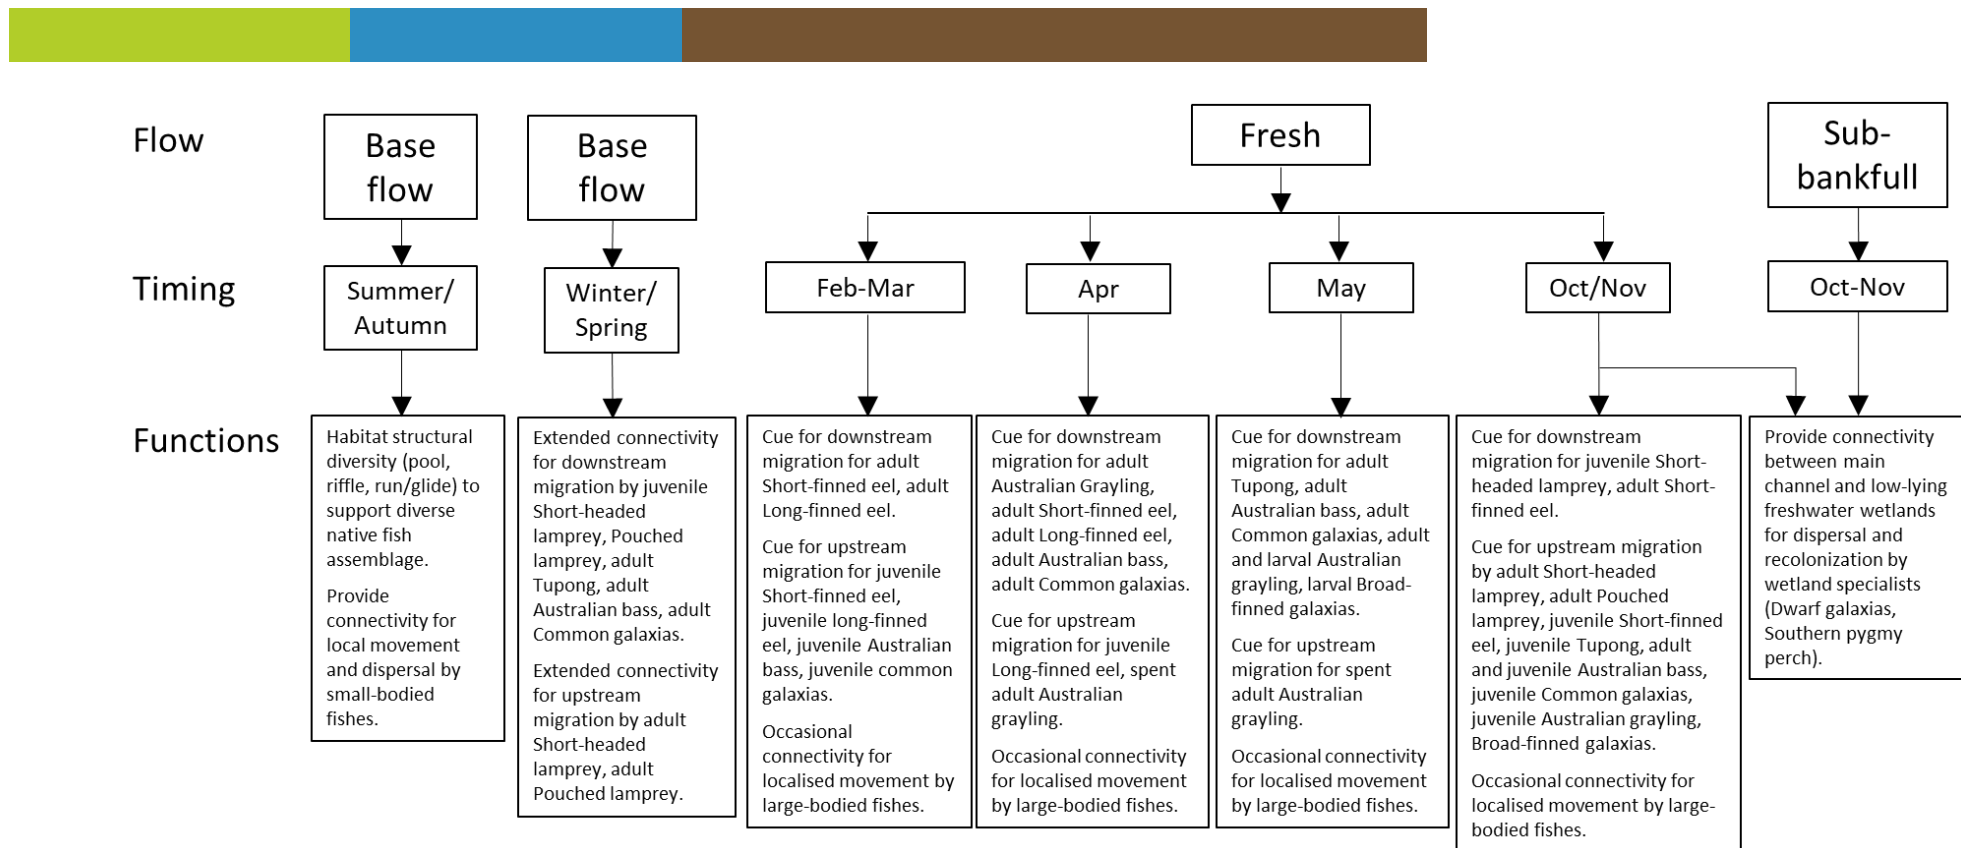 Flow
Base
flow
Base
flow
Fresh
Sub-
bankfull
Timing
Summer/
Autumn
Winter/
Spring
Feb-Mar
Apr
May
Oct/Nov
Oct-Nov
Functions
Habitat structural
diversity (pool,
riffle, run/glide) to
support diverse
native fish
assemblage.
Provide
connectivity for
local movement
and dispersal by
small-bodied
fishes.
Extended connectivity
for downstream
migration by juvenile
Short-headed
lamprey, Pouched
lamprey, adult
Tupong, adult
Australian bass, adult
Common galaxias.
Extended connectivity
for upstream
migration by adult
Short-headed
lamprey, adult
Pouched lamprey.
Cue for downstream
migration for adult
Short-finned eel, adult
Long-finned eel.
Cue for upstream
migration for juvenile
Short-finned eel,
juvenile long-finned
eel, juvenile Australian
bass, juvenile common
galaxias.
Occasional
connectivity for
localised movement by
large-bodied fishes.
Cue for downstream
migration for adult
Australian Grayling,
adult Short-finned eel,
adult Long-finned eel,
adult Australian bass,
adult Common galaxias.
Cue for upstream
migration for juvenile
Long-finned eel, spent
adult Australian
grayling.
Occasional connectivity
for localised movement
by large-bodied fishes.
Cue for downstream
migration for adult
Tupong, adult
Australian bass, adult
Common galaxias, adult
and larval Australian
grayling, larval Broad-
finned galaxias.
Cue for upstream
migration for spent
adult Australian
grayling.
Occasional connectivity
for localised movement
by large-bodied fishes.
Cue for downstream
migration for juvenile Short-
headed lamprey, adult Short-
finned eel.
Cue for upstream migration
by adult Short-headed
lamprey, adult Pouched
lamprey, juvenile Short-finned
eel, juvenile Tupong, adult
and juvenile Australian bass,
juvenile Common galaxias,
juvenile Australian grayling,
Broad-finned galaxias.
Occasional connectivity for
localised movement by large-
bodied fishes.
Provide connectivity
between main
channel and low-lying
freshwater wetlands
for dispersal and
recolonization by
wetland specialists
(Dwarf galaxias,
Southern pygmy
perch).